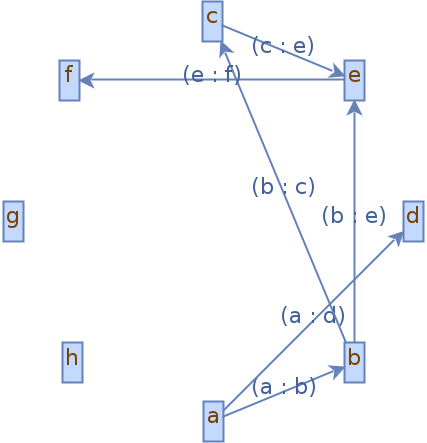 c
(c : e)
f
(e : f)
e
(b : c)
g
(b : e)
d
(a : d)
h
b
(a : b)
a